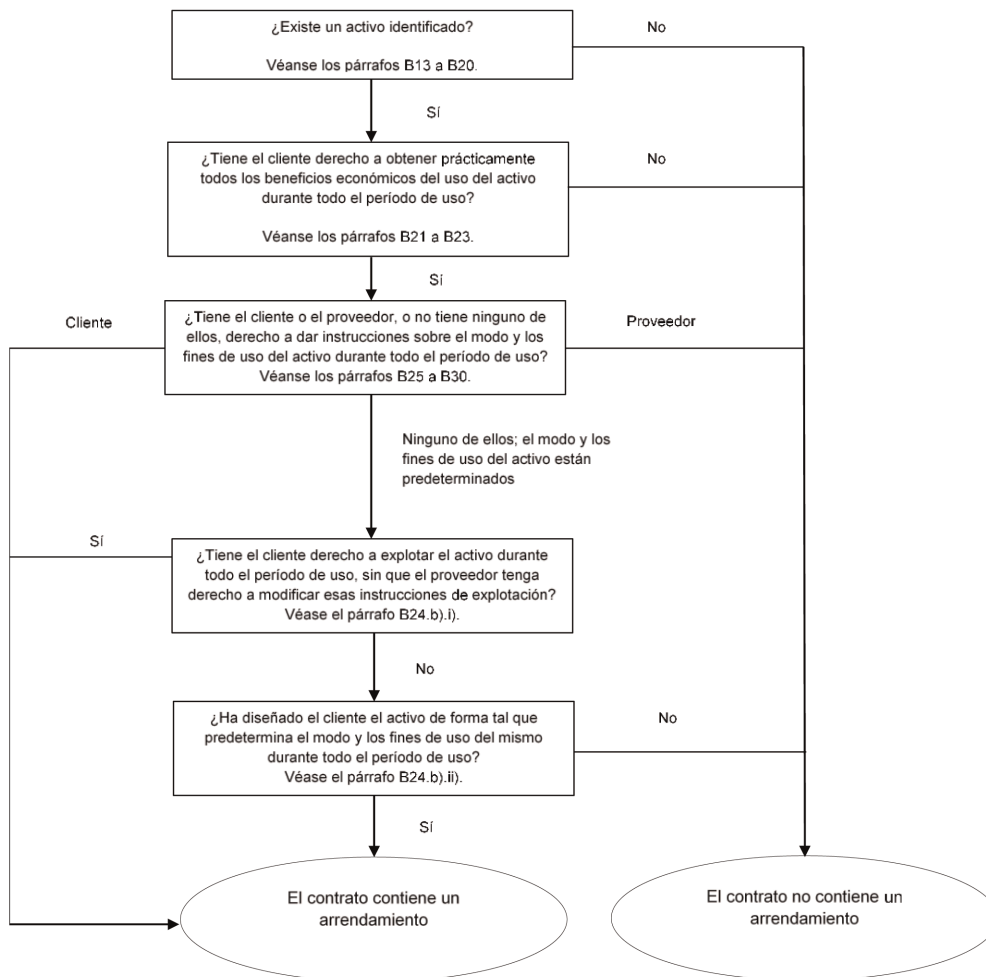 ¿Existe un activo identificado?
No
Véanse los párrafos B13 a B20.
Sí
¿Tiene el cliente derecho a obtener prácticamente
todos los beneficios económicos del uso del activo
durante todo el período de uso?
No
Véanse los párrafos B21 a B23.
Sí
Cliente
¿Tiene el cliente o el proveedor, o no tiene ninguno de
ellos, derecho a dar instrucciones sobre el modo y los
fines de uso del activo durante todo el período de uso?
Véanse los párrafos B25 a B30.
Proveedor
Ninguno de ellos; el modo y los
fines de uso del activo están
predeterminados
Sí
¿Tiene el cliente derecho a explotar el activo durante
todo el período de uso, sin que el proveedor tenga
derecho a modificar esas instrucciones de explotación?
Véase el párrafo B24.b).i).
No
¿Ha diseñado el cliente el activo de forma tal que
predetermina el modo y los fines de uso del mismo
durante todo el período de uso?
Véase el párrafo B24.b).ii).
No
Sí
El contrato contiene un
arrendamiento
El contrato no contiene un
arrendamiento